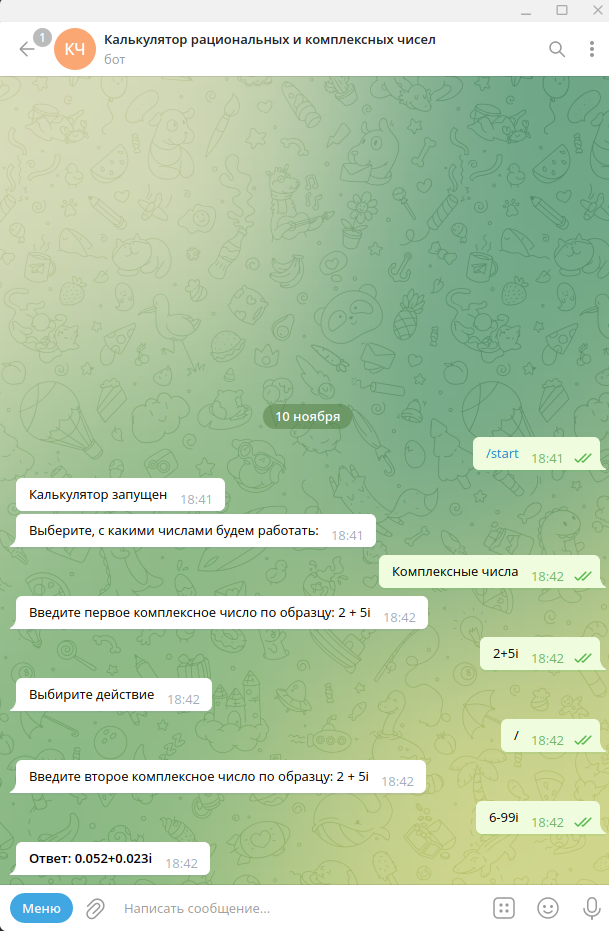 1
КЧ
Калькулятор рациональных и комплексных чисел
бот
10 ноября
/start 18:41
Калькулятор запущен 18:41
Выберите, с какими числами будем работать: 18:41
Комплексные числа 18:42
Введите первое комплексное число по образцу: 2 + 5i 18:42
2+5i 18:42
Выбирите действие 18:42
/ 18:42
Введите второе комплексное число по образцу: 2 + 5i 18:42
6-99i 18:42
Ответ: 0.052+0.023i 18:42
Меню
Написать сообщение...